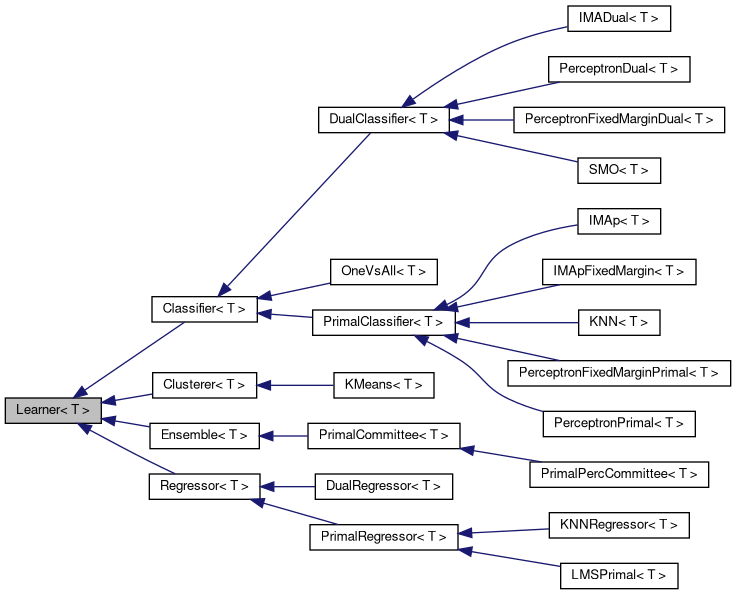 IMADual< T >
PerceptronDual< T >
DualClassifier< T >
PerceptronFixedMarginDual< T >
SMO< T >
IMAp< T >
OneVsAll< T >
IMApFixedMargin< T >
Classifier< T >
PrimalClassifier< T >
KNN< T >
PerceptronFixedMarginPrimal< T >
Clusterer< T >
KMeans< T >
Learner< T >
PerceptronPrimal< T >
Ensemble< T >
PrimalCommittee< T >
PrimalPercCommittee< T >
Regressor< T >
DualRegressor< T >
KNNRegressor< T >
PrimalRegressor< T >
LMSPrimal< T >